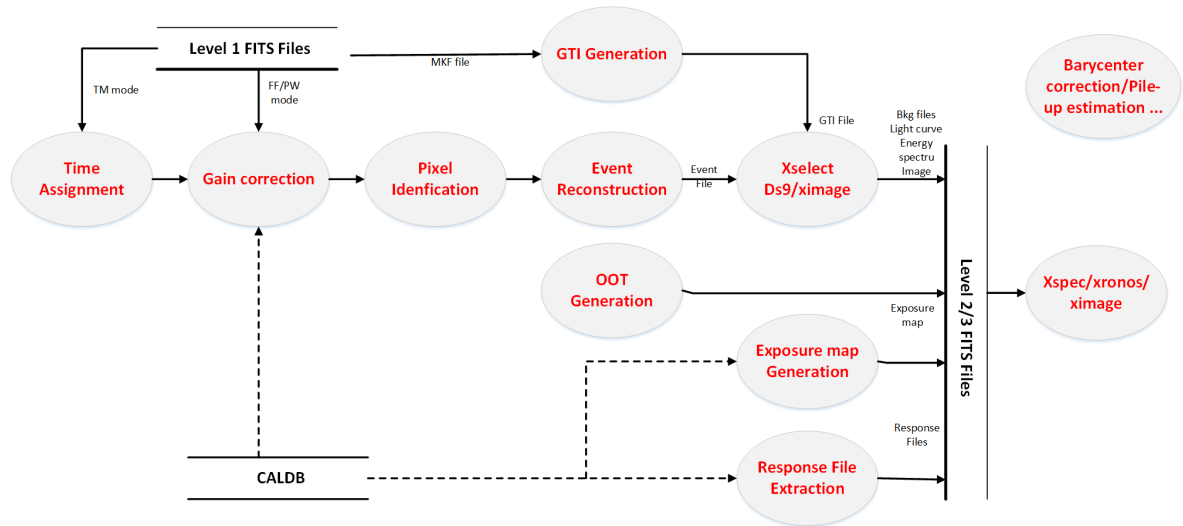 Level 1 FITS Files
GTI Generation
MKF file
TM mode
FF/PW
mode
Barycenter
correction/Pile-
up estimation ...
GTI File
Bkg files
Light curve
Energy
spectru
Image
Time
Assignment
Gain correction
Pixel
Idenfication
Event
Reconstruction
Event
File
Xselect
Ds9/ximage
OOT
Generation
Exposure
map
Level 2/3 FITS Files
Xspec/xronos/
ximage
Exposure map
Generation
Response
Files
CALDB
Response File
Extraction